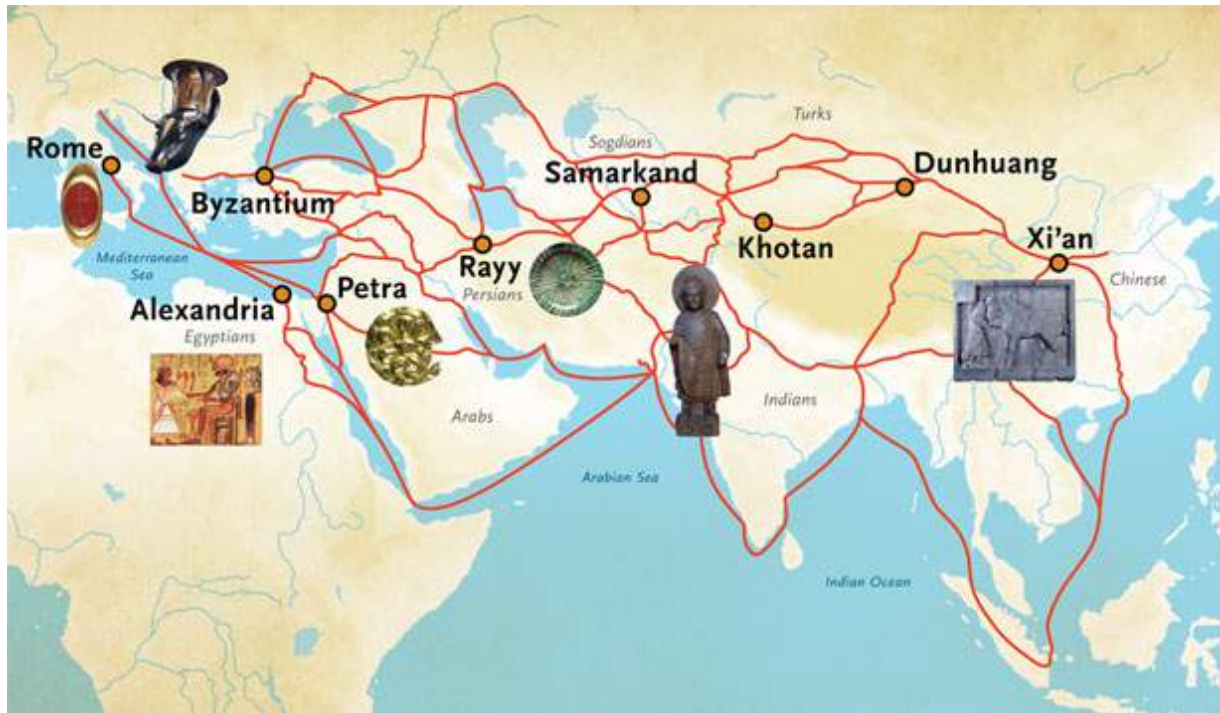 Turks
Sogdians
Rome
Samarkand
Dunhuang
Byzantium
Khotan
Xi'an
Mediterranean
Sea
Rayy
Persians
Chinese
Alexandria
Petra
Egyptians
Arabs
Indians
Arabian Sea
Indian Ocean